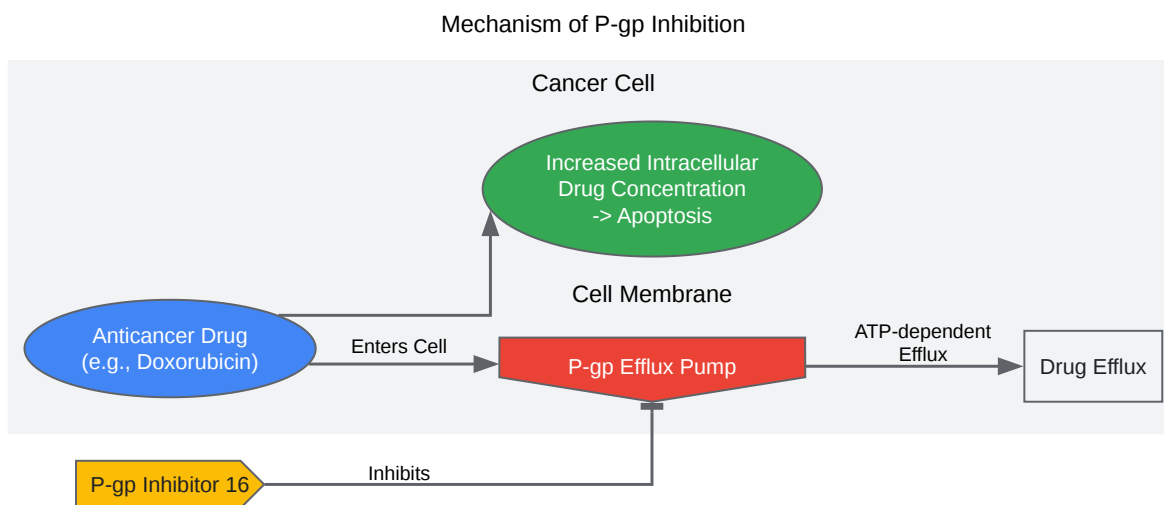 Mechanism of P-gp Inhibition
Cancer Cell
Increased Intracellular
Drug Concentration
-> Apoptosis
Cell Membrane
Anticancer Drug
(e.g., Doxorubicin)
Enters Cell
P-gp Efflux Pump
ATP-dependent
Efflux
Drug Efflux
P-gp Inhibitor 16
Inhibits